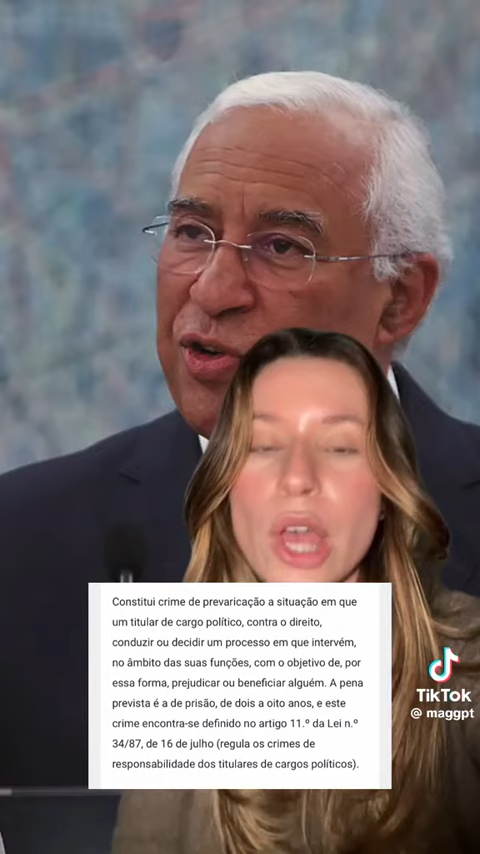 Constitui crime de prevaricação a situação em que
um titular de cargo político, contra o direito,
conduzir ou decidir um processo em que intervém,
no âmbito das suas funções, com o objetivo de, por
essa forma, prejudicar ou beneficiar alguém. A pena
prevista é a de prisão, de dois a oito anos, e este
crime encontra-se definido no artigo 11.º da Lei n.º
34/87, de 16 de julho (regula os crimes de
responsabilidade dos titulares de cargos políticos).
TikTok
@ maggpt